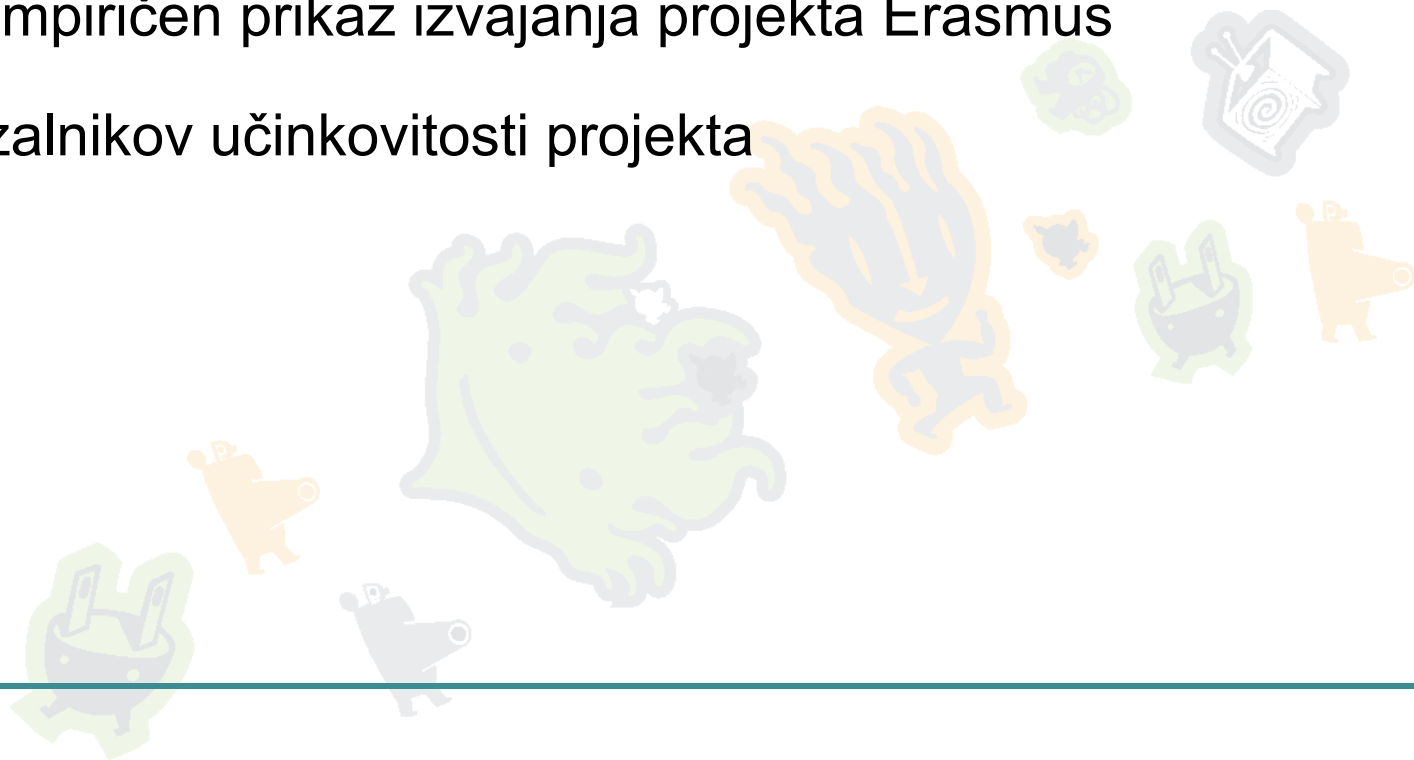 mpiričen prikaz izvajanja projekta Erasmus
zalnikov učinkovitosti projekta